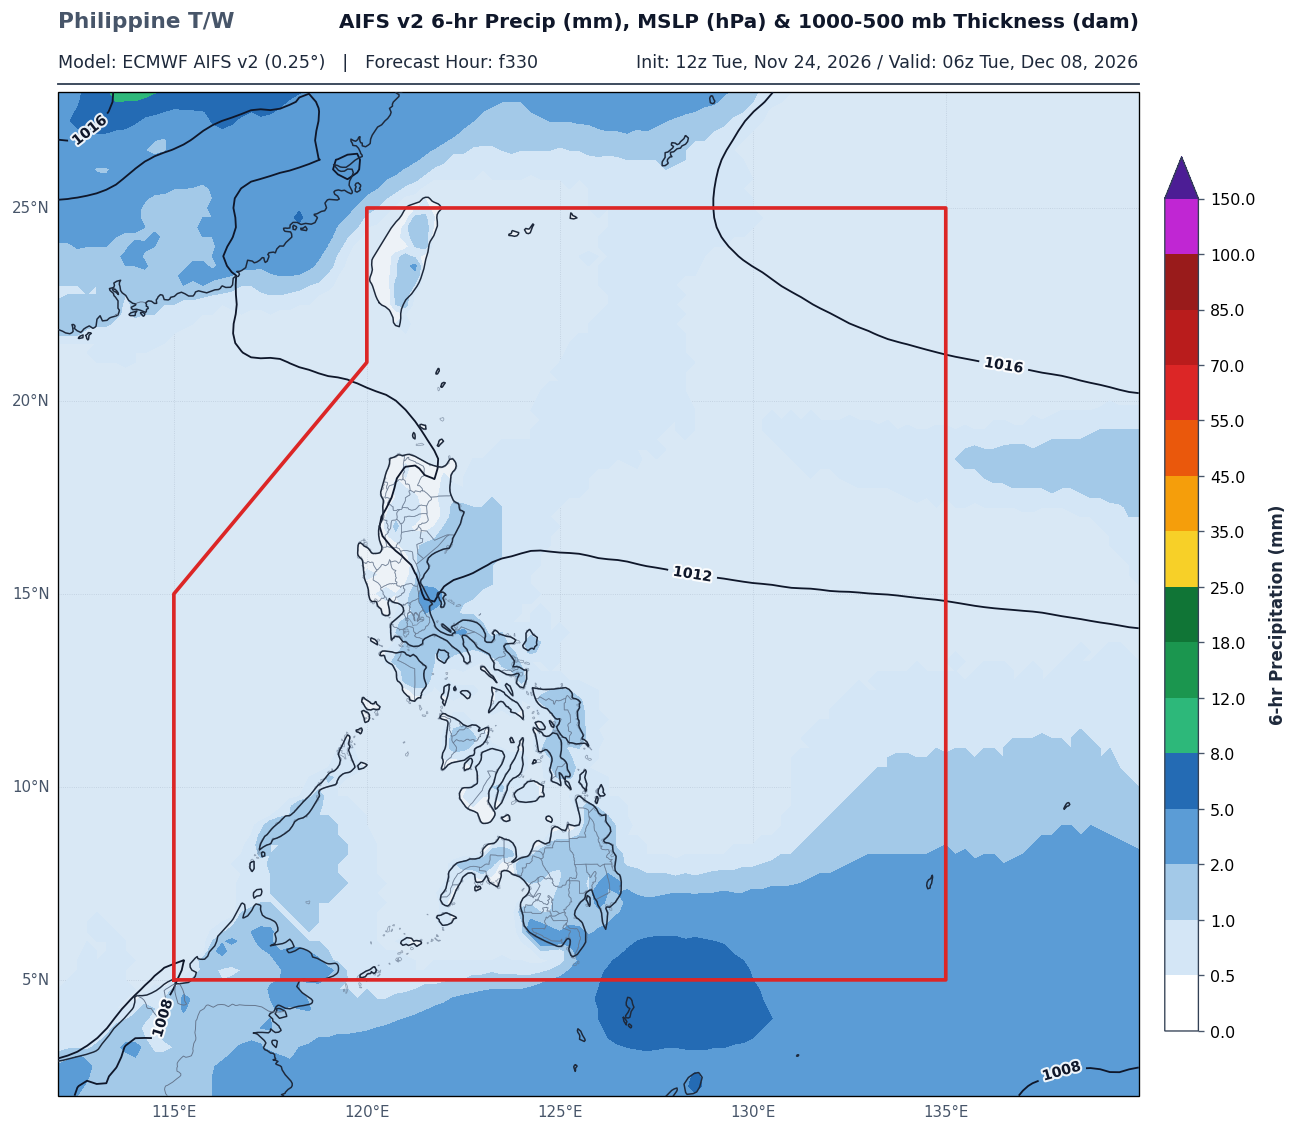 Philippine T/W
AIFS v2 6-hr Precip (mm), MSLP (hPa) & 1000-500 mb Thickness (dam)
Model: ECMWF AIFS v2 (0.25°) | Forecast Hour: f330
Init: 12z Tue, Nov 24, 2026 / Valid: 06z Tue, Dec 08, 2026
1016
25°N
1016
20°N
1012
15°N
10°N
5°N
1008
1008
115°E
120°E
125°E
130°E
135°E
150.0
100.0
85.0
70.0
55.0
45.0
35.0
25.0
18.0
12.0
8.0
5.0
2.0
1.0
0.5
0.0
6-hr Precipitation (mm)